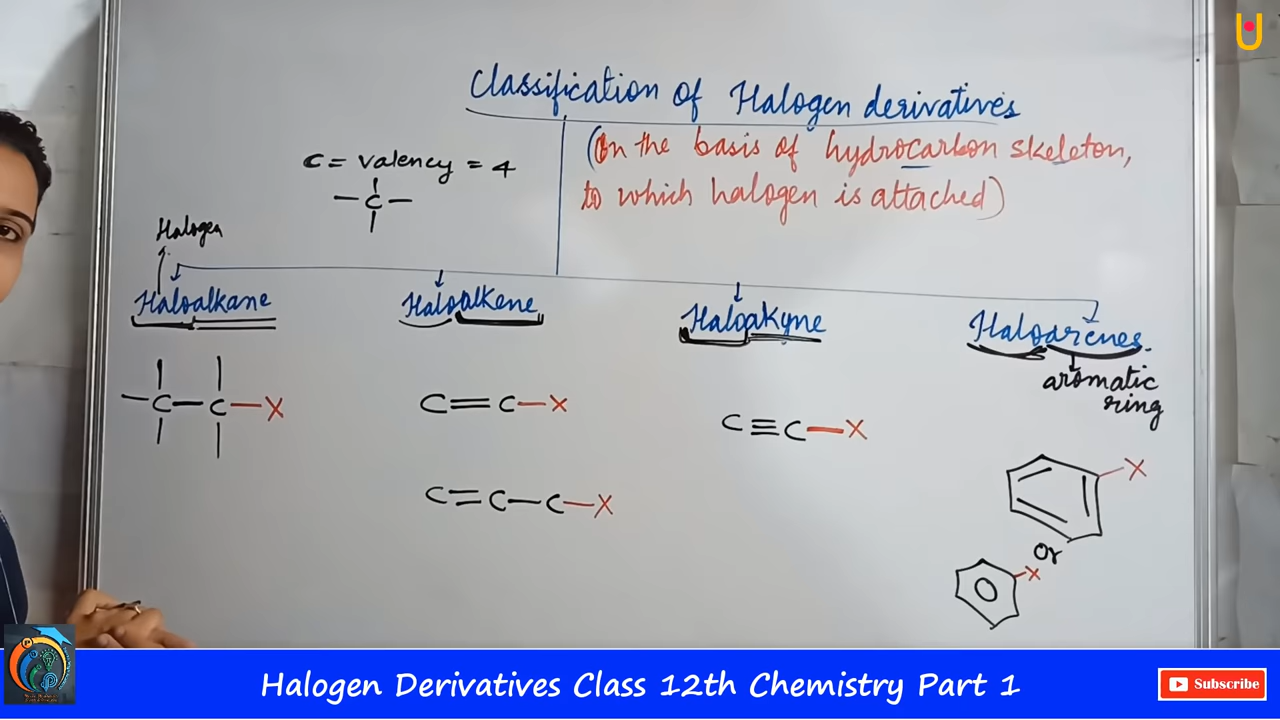 Classification of Halogen derivatives
(On the basis of hydrocarbon skeleton,
to which halogen is attached)
C = valency = 4
— C —
Halogen
Haloalkane
Haloalkene
Haloakyne
Haloarenes.
aromatic
ring
—C—C—X
C=C—X
C≡C—X
C=C—C—X
X
Or
X
Halogen Derivatives Class 12th Chemistry Part 1
Subscribe